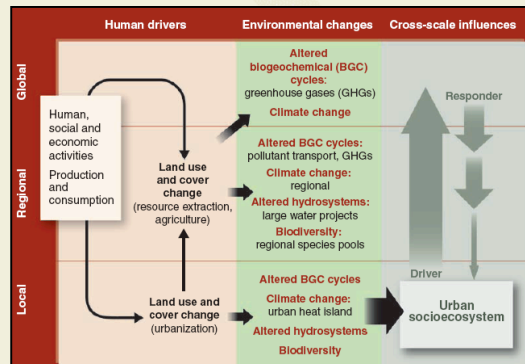 Human drivers
Environmental changes
Cross-scale influences
Global
Regional
Local
Human,
social and
economic
activities
Production and
consumption
Land use
and cover
change
(resource extraction,
agriculture)
Land use and
cover change
(urbanization)
Altered
biogeochemical (BGC)
cycles:
greenhouse gases (GHGs)
Climate change
Altered BGC cycles:
pollutant transport, GHGs
Climate change:
regional
Altered hydrosystems:
large water projects
Biodiversity:
regional species pools
Altered BGC cycles
Climate change:
urban heat island
Altered hydrosystems
Biodiversity
Responder
Driver
Urban
socioecosystem